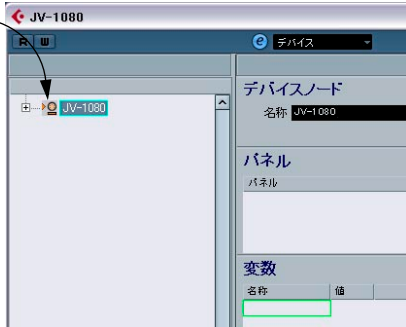 JV-1080
R W
e デバイス
JV-1080
デバイスノード
名称 JV-1080
パネル
パネル
変数
名称 値